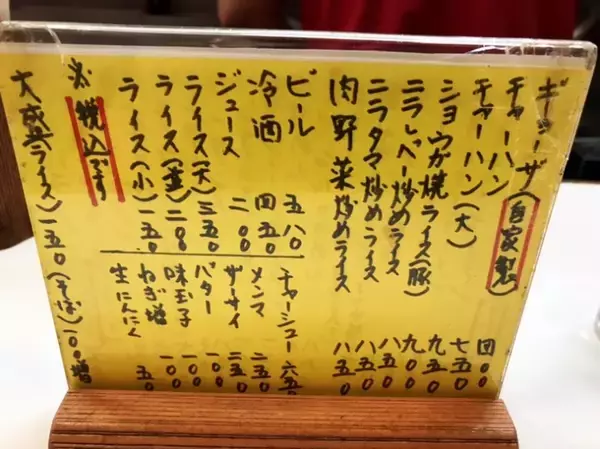 ギョーザ(自家製) 四〇〇
チャーハン 七五〇
チャーハン(大) 九五〇
ショウガ焼ライス(豚) 九〇〇
ニラレバー炒めライス 八五〇
ニラタマ炒めライス 八五〇
肉野菜炒めライス 八五〇
ビール 五八〇
冷酒 四五〇
ジュース 二〇〇
ライス(大) 三五〇
ライス(並) 二〇〇
ライス(小) 一五〇
チャーシュー 六五〇
メンマ 二五〇
ザーサイ 二五〇
バター 一〇〇
味玉子 一〇〇
ねぎ増 一〇〇
生にんにく 五〇
※税込です
大盛(ライス)一五〇(そば)一〇〇増